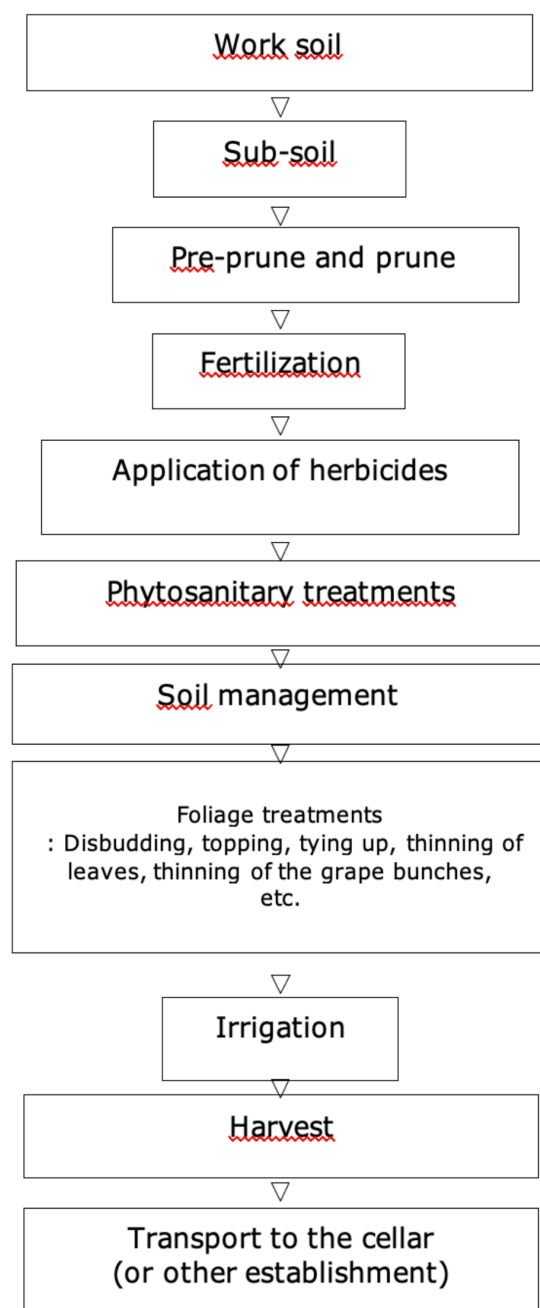 Work soil
Sub-soil
Pre-prune and prune
Fertilization
Application of herbicides
Phytosanitary treatments
Soil management
Foliage treatments
: Disbudding, topping, tying up, thinning of
leaves, thinning of the grape bunches,
etc.
Irrigation
Harvest
Transport to the cellar
(or other establishment)